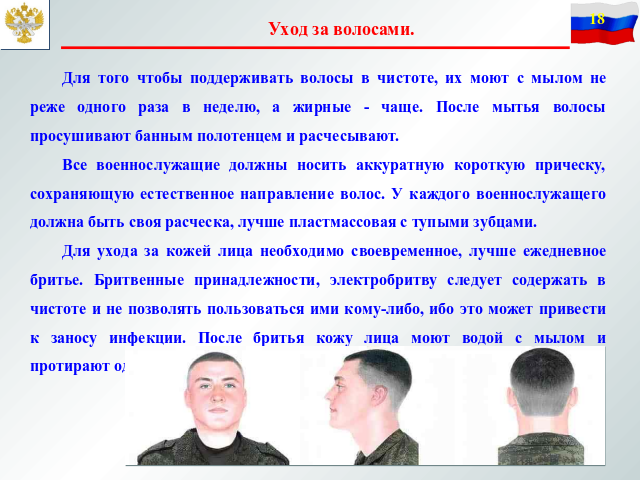 Уход за волосами.
18
Для того чтобы поддерживать волосы в чистоте, их моют с мылом не
реже одного раза в неделю, а жирные - чаще. После мытья волосы
просушивают банным полотенцем и расчесывают.
Все военнослужащие должны носить аккуратную короткую прическу,
сохраняющую естественное направление волос. У каждого военнослужащего
должна быть своя расческа, лучше пластмассовая с тупыми зубцами.
Для ухода за кожей лица необходимо своевременное, лучше ежедневное
бритье. Бритвенные принадлежности, электробритву следует содержать в
чистоте и не позволять пользоваться ими кому-либо, ибо это может привести
к заносу инфекции. После бритья кожу лица моют водой с мылом и
протирают